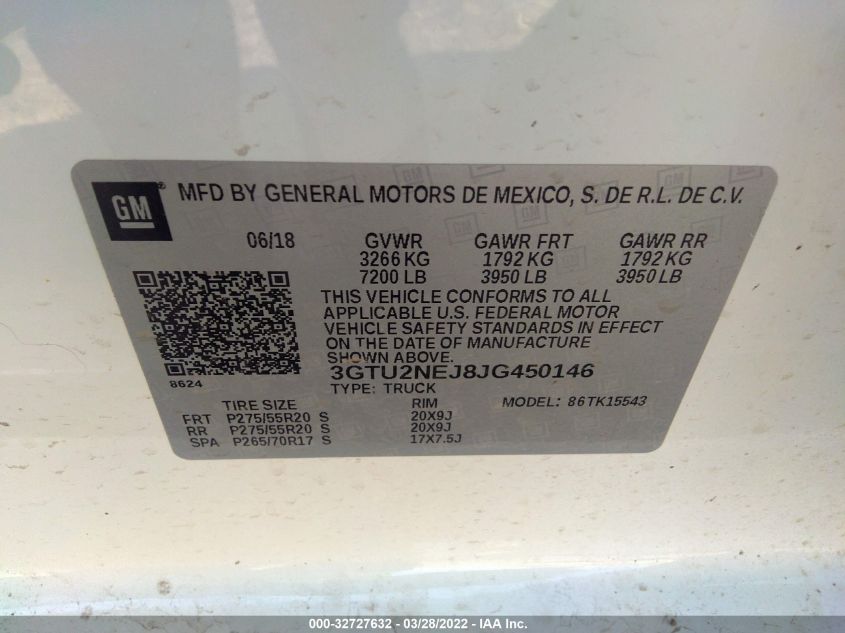 GM ® MFD BY GENERAL MOTORS DE MEXICO, S. DE R.L. DE C.V.
06/18 GVWR GAWR FRT GAWR RR
3266 KG 1792 KG 1792 KG
7200 LB 3950 LB 3950 LB
THIS VEHICLE CONFORMS TO ALL
APPLICABLE U.S. FEDERAL MOTOR
VEHICLE SAFETY STANDARDS IN EFFECT
ON THE DATE OF MANUFACTURE
SHOWN ABOVE.
8624 3GTU2NEJ8JG450146
TYPE: TRUCK
TIRE SIZE RIM MODEL: 86TK15543
FRT P275/55R20 S 20X9J
RR P275/55R20 S 20X9J
SPA P265/70R17 S 17X7.5J
000-32727632 - 03/28/2022 - IAA, Inc.